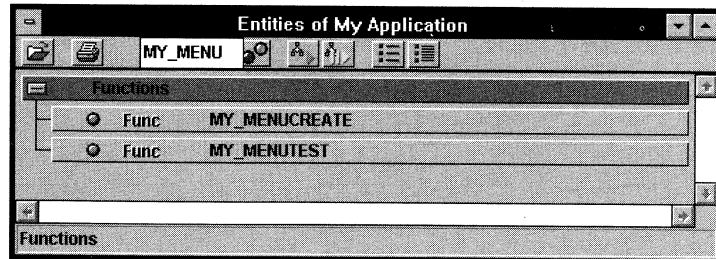 Entities of My Application
MY_MENU
Functions
Func MY_MENUCREATE
Func MY_MENUTEST
Functions